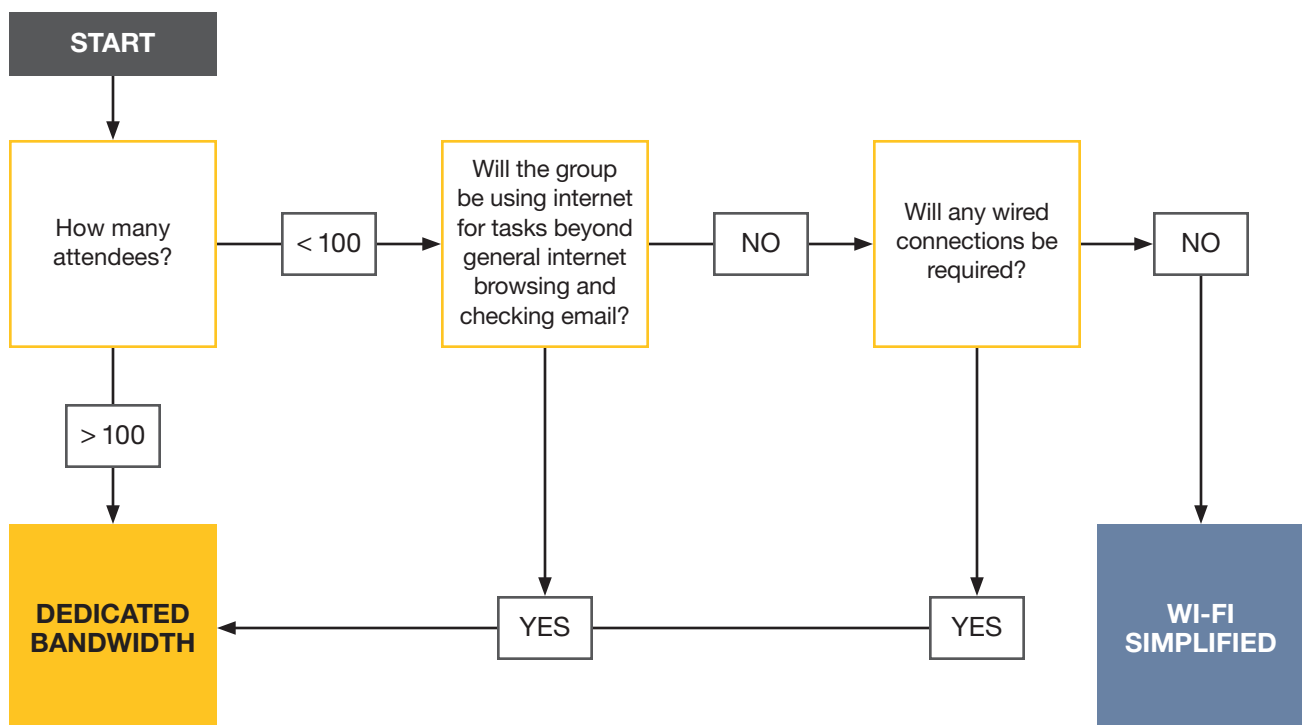 START
How many
attendees?
< 100
Will the group
be using internet
for tasks beyond
general internet
browsing and
checking email?
NO
Will any wired
connections be
required?
NO
> 100
DEDICATED
BANDWIDTH
YES
YES
WI-FI
SIMPLIFIED